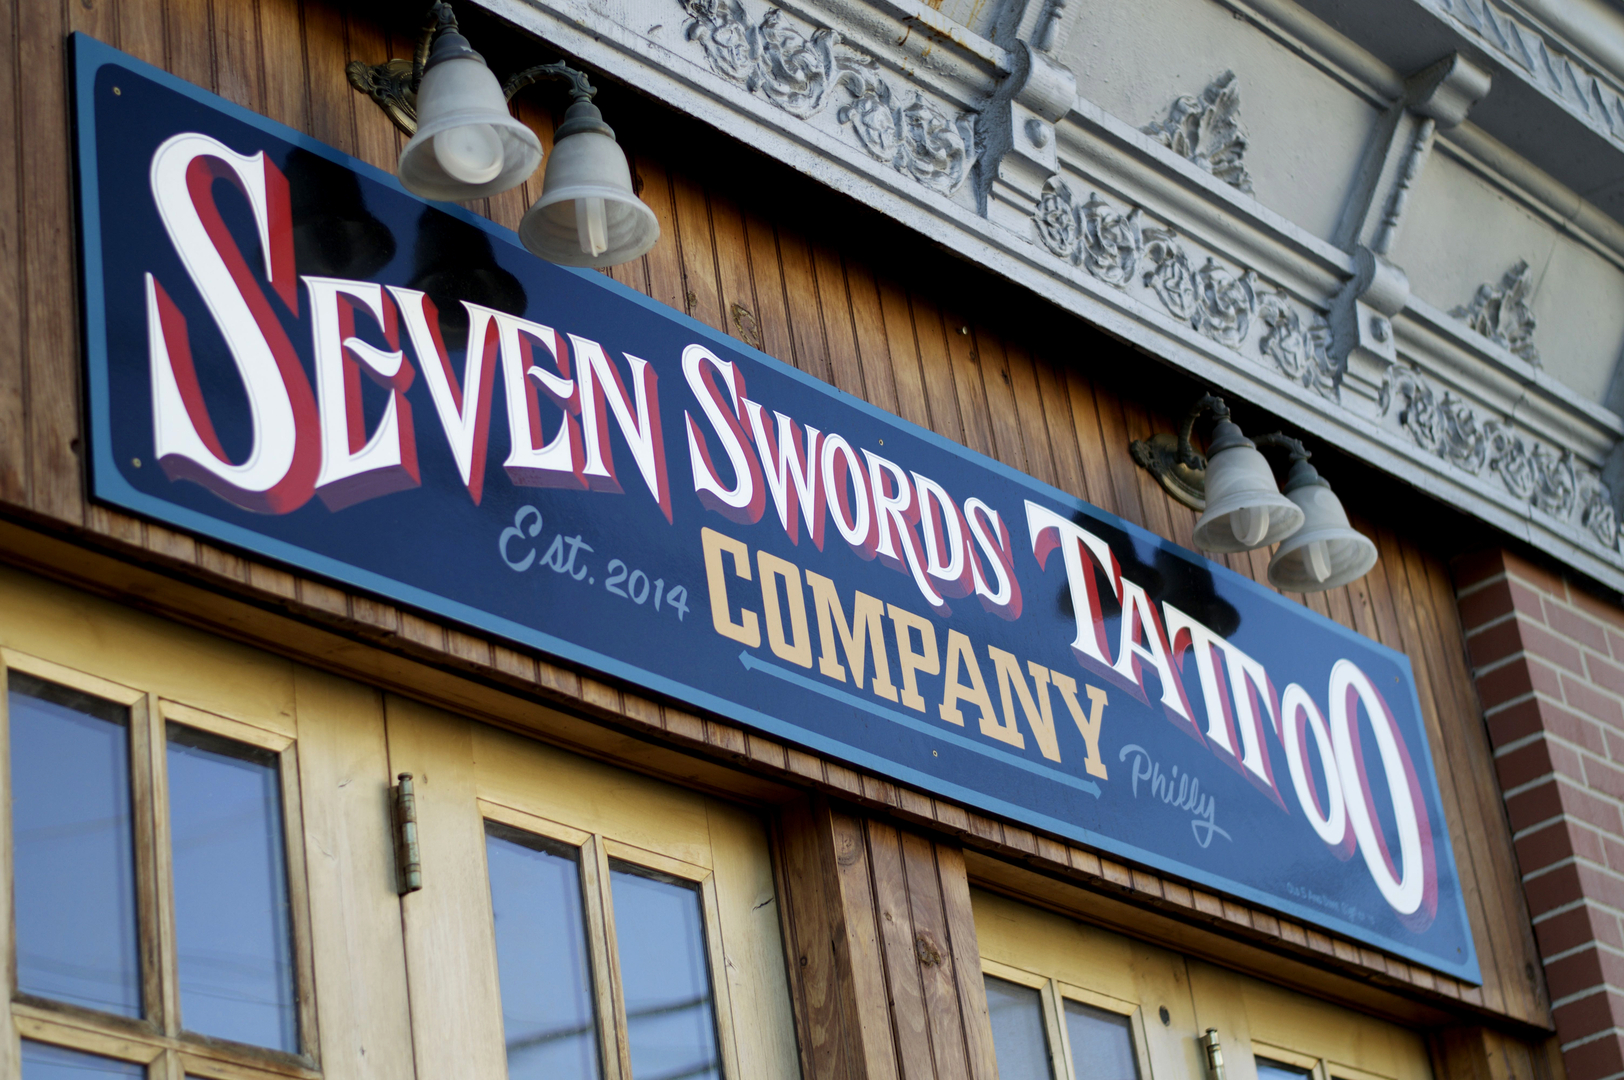 SEVEN SWORDS TATTOO
Est. 2014 COMPANY Philly